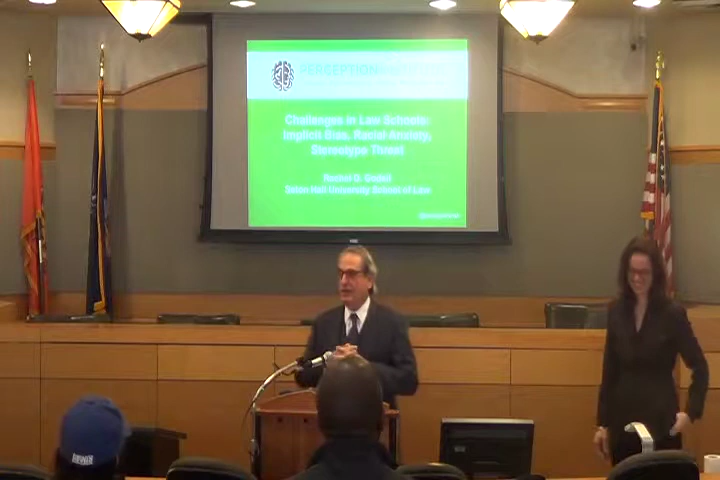 PERCEPTION INSTITUTE
Challenges in Law Schools:
Implicit Bias, Racial Anxiety,
Stereotype Threat
Rachel D. Godsil
Seton Hall University School of Law